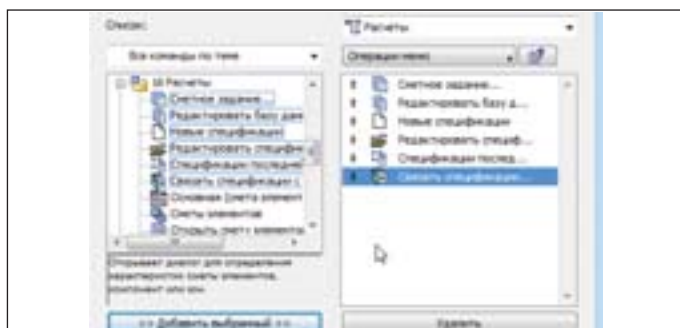 Список:
Все команды по теме
10 Расчеты
Сметное задание...
Редактировать базу дан
Новые спецификации
Редактировать специфи
Спецификации последне
Связать спецификации с
Основная Смета элемент
Сметы элементов
Открыть смету элементов
Открывает диалог для определения
характеристик сметы элементов,
компонент или зон.
>> Добавить выбранный >>
Расчеты
Операции меню
Сметное задание...
Редактировать базу д...
Новые спецификации
Редактировать специф...
Спецификации послед...
Связать спецификации...
Удалить